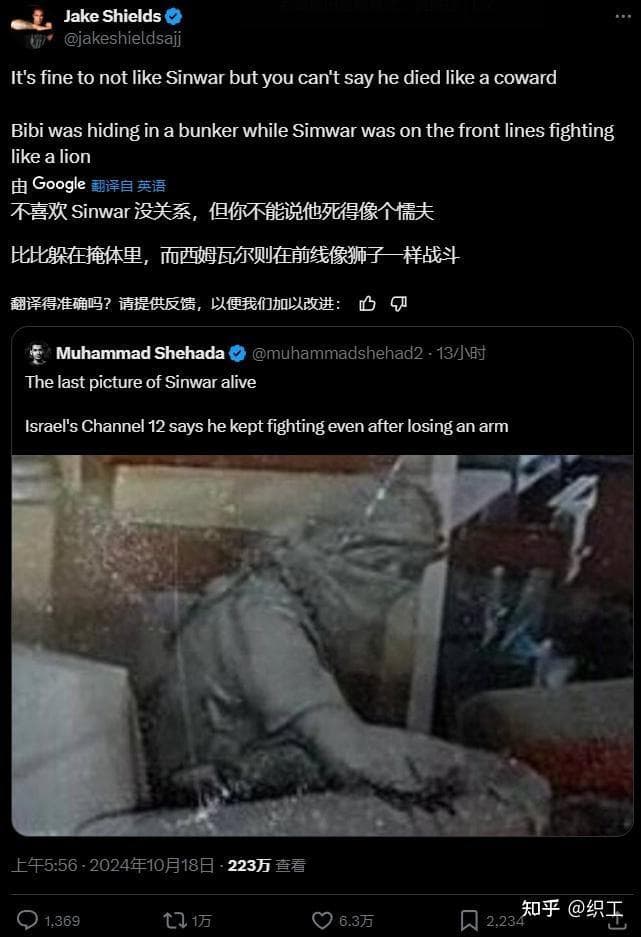 Jake Shields
@jakeshieldsajj
It's fine to not like Sinwar but you can't say he died like a coward
Bibi was hiding in a bunker while Simwar was on the front lines fighting
like a lion
由 Google 翻译自 英语
不喜欢 Sinwar 没关系，但你不能说他死得像个懦夫
比比躲在掩体里，而西姆瓦尔则在前线像狮子一样战斗
翻译得准确吗？请提供反馈，以便我们加以改进：
Muhammad Shehada @muhammadshehad2 · 13小时
The last picture of Sinwar alive
Israel's Channel 12 says he kept fighting even after losing an arm
上午5:56 · 2024年10月18日 · 223万 查看
1,369 1万 6.3万 2,234
知乎 @织工